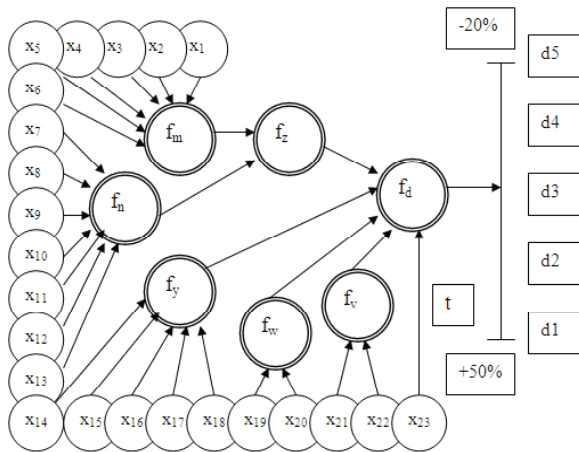 -20%
x5 x4 x3 x2 x1
d5
x6
x7
fm
fz
d4
x8
fn
fd
d3
x9
x10
d2
x11
fy
t
x12
fw
fv
d1
x13
+50%
x14 x15 x16 x17 x18 x19 x20 x21 x22 x23